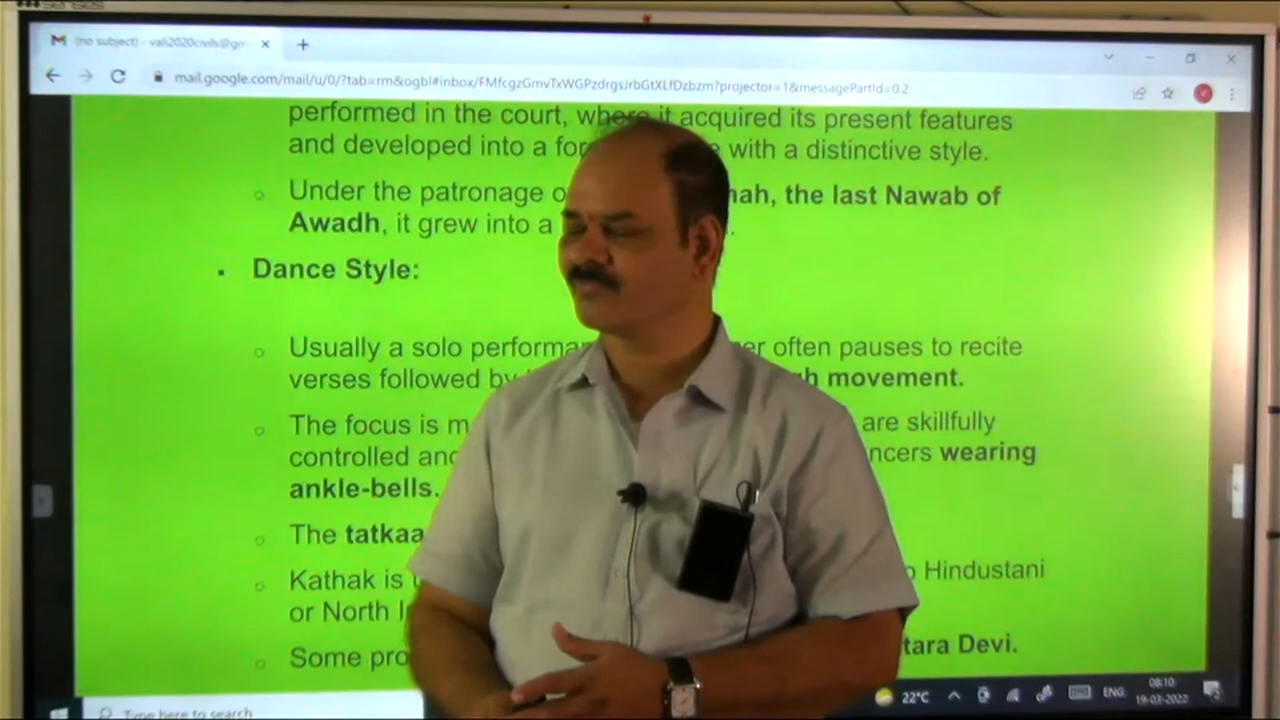 senses
(no subject) - vali2020civils@gm
mail.google.com/mail/u/0/?tab=rm&ogbl#inbox/FMfcgzGmvTxWGPzdrgsJrbGtXLfDzbzm?projector=1&messagePartId=0.2
performed in the court, where it acquired its present features
and developed into a for with a distinctive style.
Under the patronage o hah, the last Nawab of
Awadh, it grew into a
Dance Style:
Usually a solo performa er often pauses to recite
verses followed by h movement.
The focus is m are skillfully
controlled and ncers wearing
ankle-bells.
The tatkaa
Kathak is o Hindustani
or North I
Some pro tara Devi.
Type here to search
22°C
ENG
08:10
19-03-2022